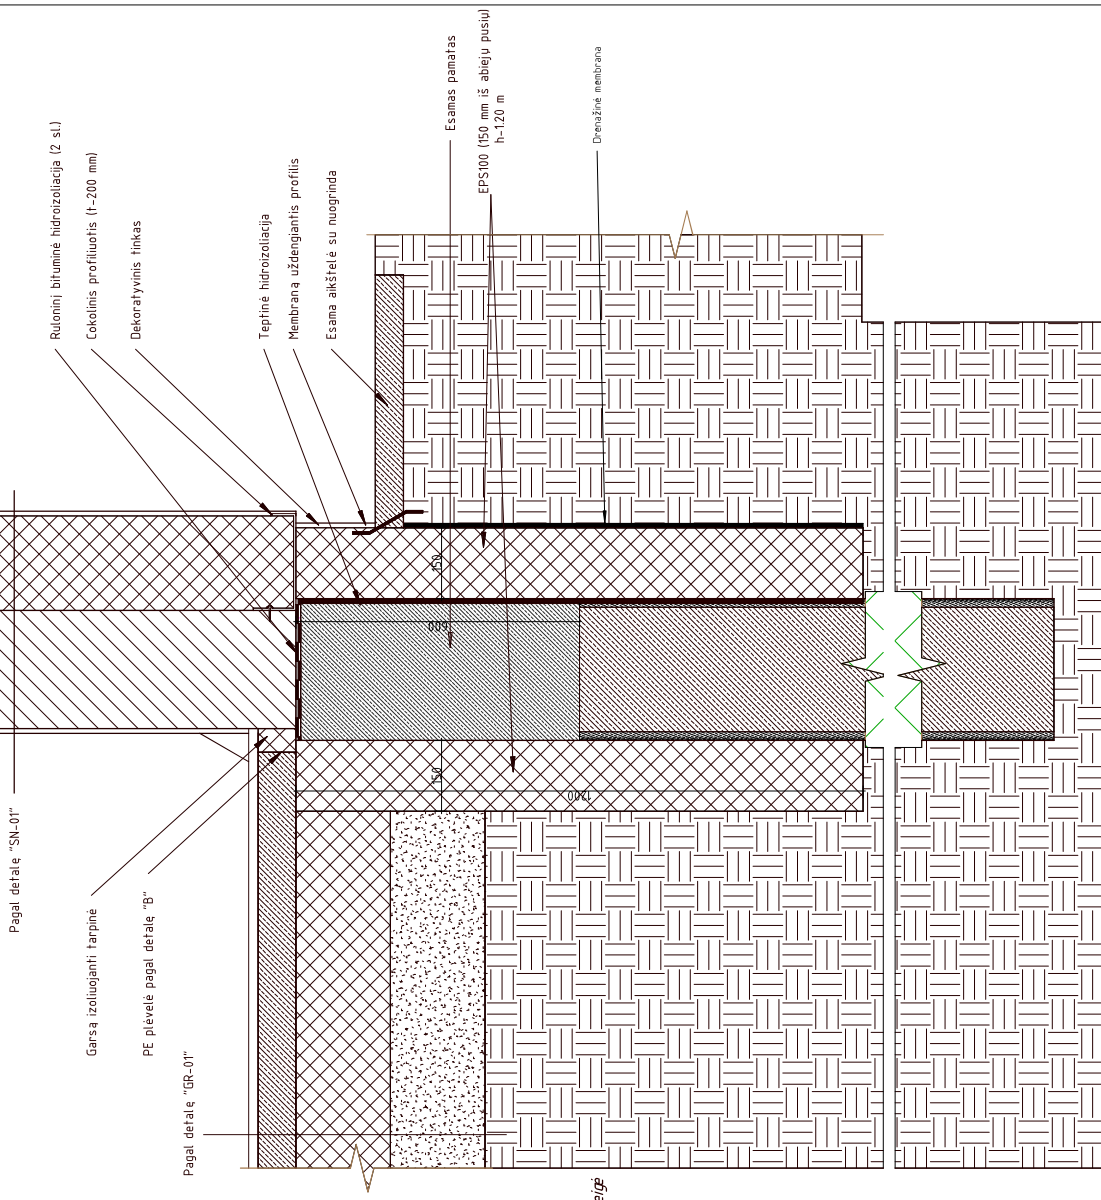 Ruloninį bituminė hidroizoliacija (2 sl.)
Cokolinis profiliuotis (t-200 mm)
Dekoratyvinis tinkas
Teptinė hidroizoliacija
Membraną uždengiantis profilis
Esama aikštelė su nuogrinda
Esamas pamatas
EPS100 (150 mm iš abiejų pusių)
h-1.20 m
Drenažinė membrana
150
600
150
1200
Pagal detalę "SN-01"
Garsą izoliuojanti tarpinė
PE plėvelė pagal detalę "B"
Pagal detalę "GR-01"